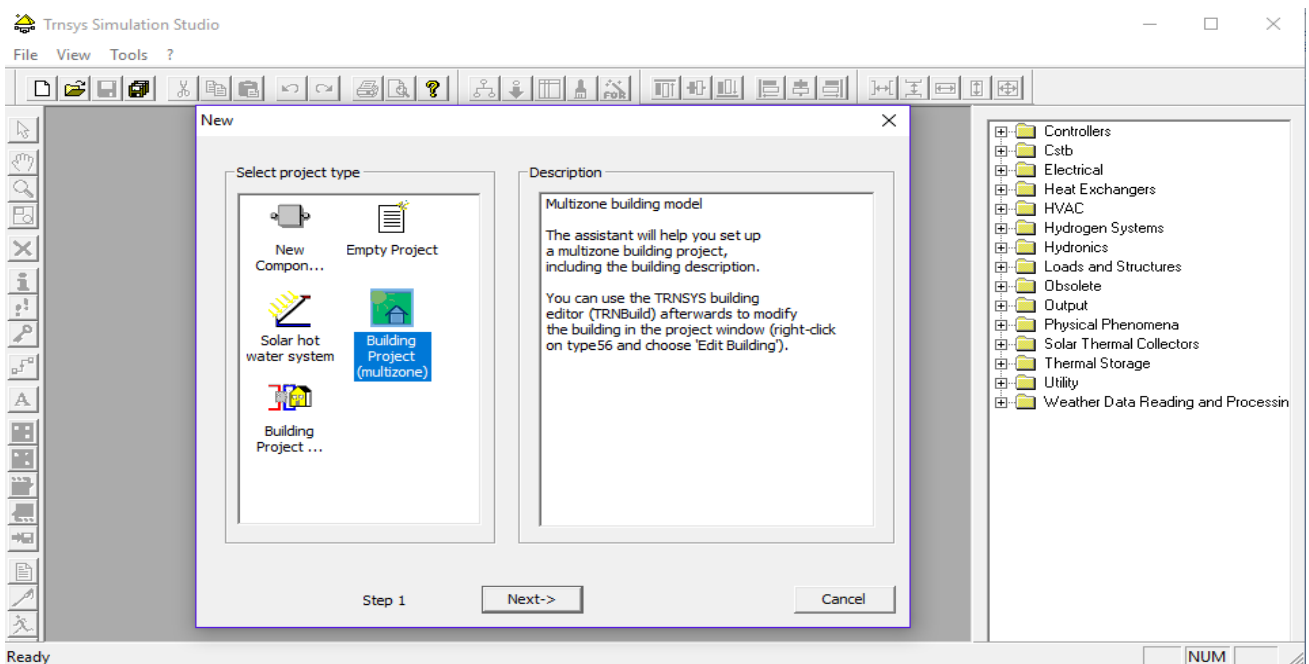 Trnsys Simulation Studio
File View Tools ?
FOR
New
Select project type
New
Compon...
Empty Project
Solar hot
water system
Building
Project
(multizone)
Building
Project ...
Description
Multizone building model
The assistant will help you set up
a multizone building project,
including the building description.
You can use the TRNSYS building
editor (TRNBuild) afterwards to modify
the building in the project window (right-click
on type56 and choose 'Edit Building').
Step 1
Next->
Cancel
Controllers
Cstb
Electrical
Heat Exchangers
HVAC
Hydrogen Systems
Hydronics
Loads and Structures
Obsolete
Output
Physical Phenomena
Solar Thermal Collectors
Thermal Storage
Utility
Weather Data Reading and Processin
A
Ready
NUM